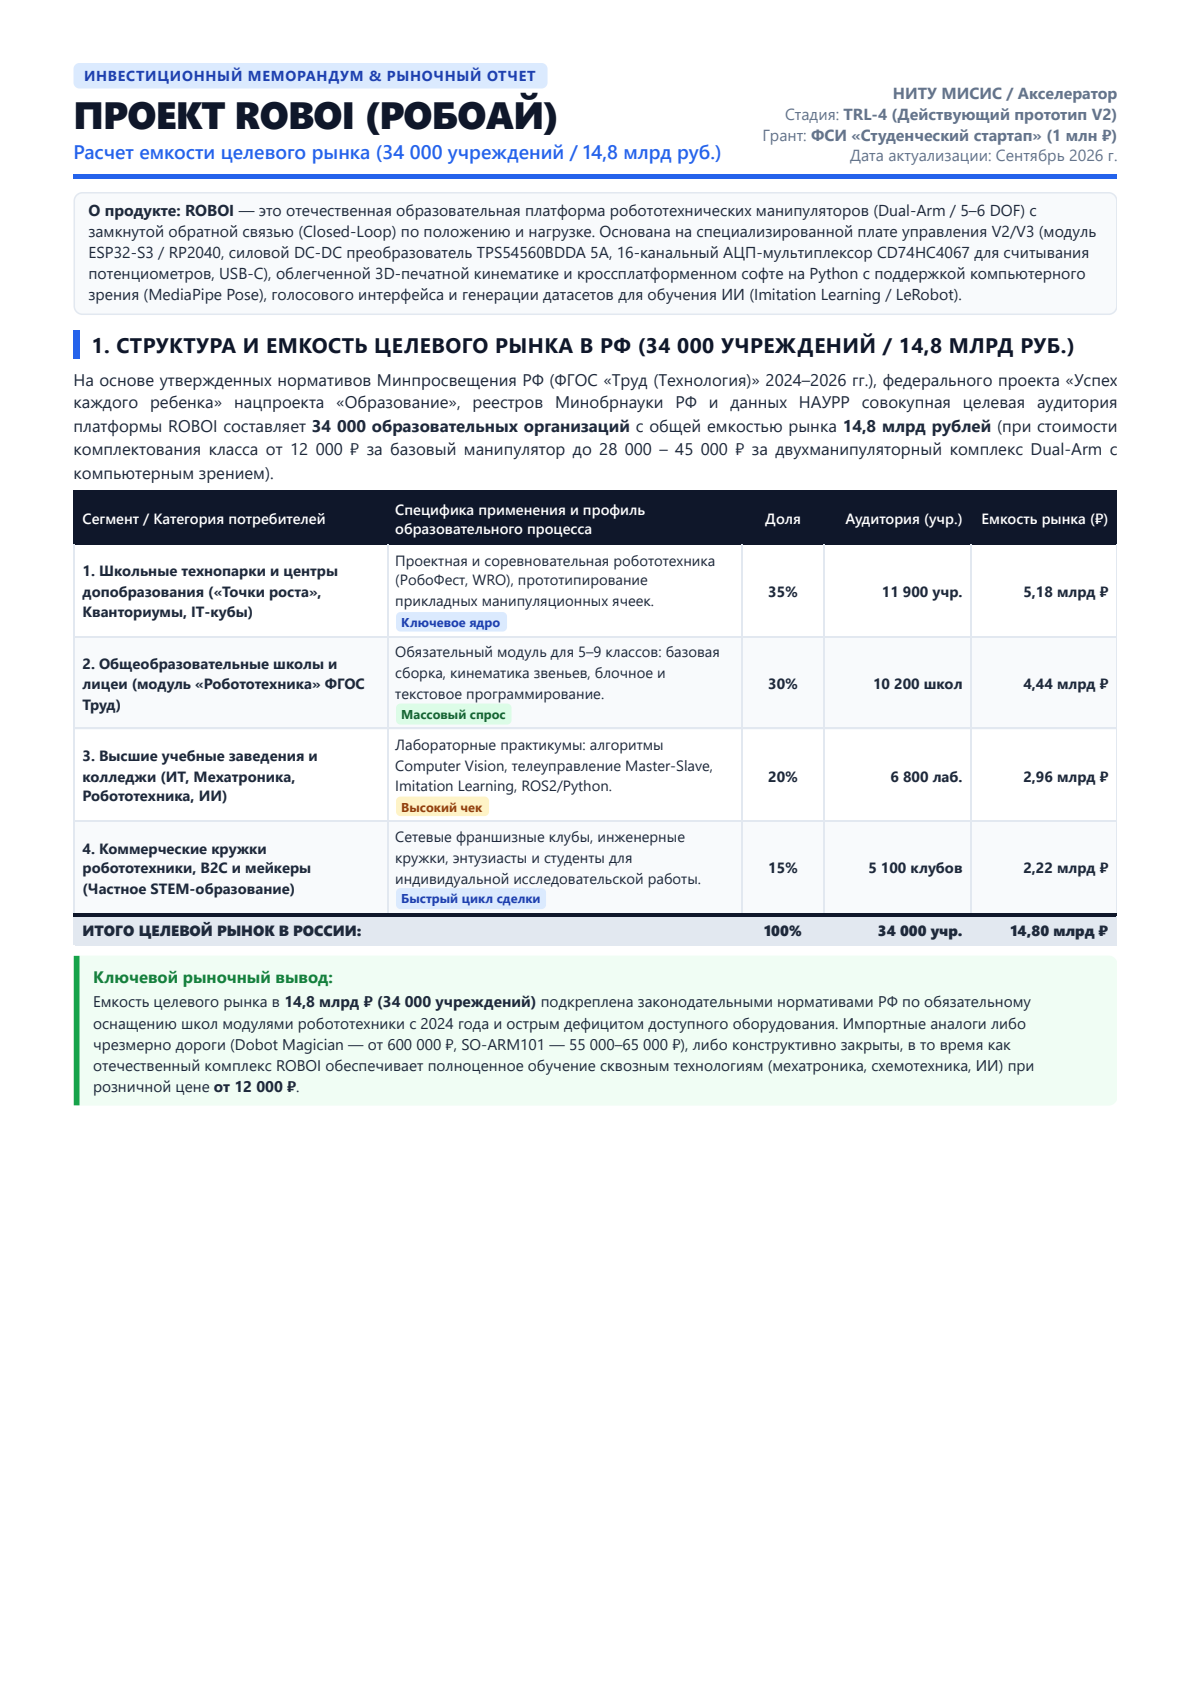 ИНВЕСТИЦИОННЫЙ МЕМОРАНДУМ & РЫНОЧНЫЙ ОТЧЕТ
ПРОЕКТ ROBOI (РОБОАЙ)
Расчет емкости целевого рынка (34 000 учреждений / 14,8 млрд руб.)
НИТУ МИСИС / Акселератор
Стадия: TRL-4 (Действующий прототип V2)
Грант: ФСИ «Студенческий стартап» (1 млн ₽)
Дата актуализации: Сентябрь 2026 г.
О продукте: ROBOI — это отечественная образовательная платформа робототехнических манипуляторов (Dual-Arm / 5–6 DOF) с
замкнутой обратной связью (Closed-Loop) по положению и нагрузке. Основана на специализированной плате управления V2/V3 (модуль
ESP32-S3 / RP2040, силовой DC-DC преобразователь TPS54560BDDA 5A, 16-канальный АЦП-мультиплексор CD74HC4067 для считывания
потенциометров, USB-C), облегченной 3D-печатной кинематике и кроссплатформенном софте на Python с поддержкой компьютерного
зрения (MediaPipe Pose), голосового интерфейса и генерации датасетов для обучения ИИ (Imitation Learning / LeRobot).
1. СТРУКТУРА И ЕМКОСТЬ ЦЕЛЕВОГО РЫНКА В РФ (34 000 УЧРЕЖДЕНИЙ / 14,8 МЛРД РУБ.)
На основе утвержденных нормативов Минпросвещения РФ (ФГОС «Труд (Технология)» 2024–2026 гг.), федерального проекта «Успех
каждого ребенка» нацпроекта «Образование», реестров Минобрнауки РФ и данных НАУРР совокупная целевая аудитория
платформы ROBOI составляет 34 000 образовательных организаций с общей емкостью рынка 14,8 млрд рублей (при стоимости
комплектования класса от 12 000 ₽ за базовый манипулятор до 28 000 – 45 000 ₽ за двухманипуляторный комплекс Dual-Arm с
компьютерным зрением).
Сегмент / Категория потребителей
Специфика применения и профиль
образовательного процесса
Доля
Аудитория (учр.)
Емкость рынка (₽)
1. Школьные технопарки и центры
допобразования («Точки роста»,
Кванториумы, IT-кубы)
Проектная и соревновательная робототехника
(РобоФест, WRO), прототипирование
прикладных манипуляционных ячеек.
Ключевое ядро
35%
11 900 учр.
5,18 млрд ₽
2. Общеобразовательные школы и
лицеи (модуль «Робототехника» ФГОС
Труд)
Обязательный модуль для 5–9 классов: базовая
сборка, кинематика звеньев, блочное и
текстовое программирование.
Массовый спрос
30%
10 200 школ
4,44 млрд ₽
3. Высшие учебные заведения и
колледжи (ИТ, Мехатроника,
Робототехника, ИИ)
Лабораторные практикумы: алгоритмы
Computer Vision, телеуправление Master-Slave,
Imitation Learning, ROS2/Python.
Высокий чек
20%
6 800 лаб.
2,96 млрд ₽
4. Коммерческие кружки
робототехники, B2C и мейкеры
(Частное STEM-образование)
Сетевые франшизные клубы, инженерные
кружки, энтузиасты и студенты для
индивидуальной исследовательской работы.
Быстрый цикл сделки
15%
5 100 клубов
2,22 млрд ₽
ИТОГО ЦЕЛЕВОЙ РЫНОК В РОССИИ:
100%
34 000 учр.
14,80 млрд ₽
Ключевой рыночный вывод:
Емкость целевого рынка в 14,8 млрд ₽ (34 000 учреждений) подкреплена законодательными нормативами РФ по обязательному
оснащению школ модулями робототехники с 2024 года и острым дефицитом доступного оборудования. Импортные аналоги либо
чрезмерно дороги (Dobot Magician — от 600 000 ₽, SO-ARM101 — 55 000–65 000 ₽), либо конструктивно закрыты, в то время как
отечественный комплекс ROBOI обеспечивает полноценное обучение сквозным технологиям (мехатроника, схемотехника, ИИ) при
розничной цене от 12 000 ₽.